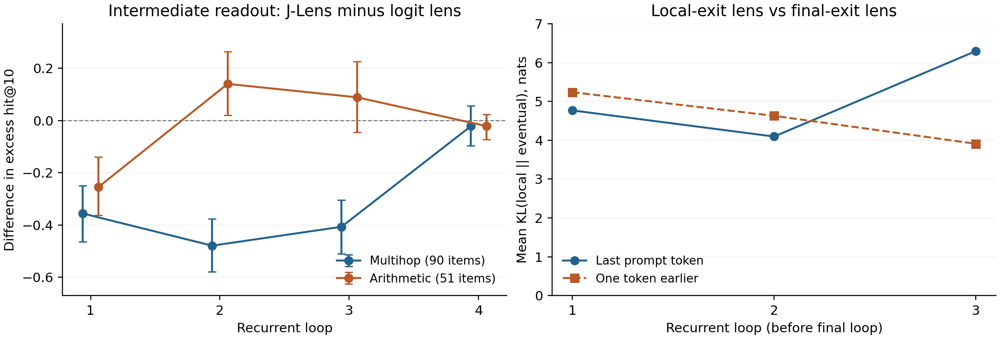 Intermediate readout: J-Lens minus logit lens
Difference in excess hit@10
0.2
0.0
−0.2
−0.4
−0.6
1
2
3
4
Recurrent loop
Multihop (90 items)
Arithmetic (51 items)
Local-exit lens vs final-exit lens
Mean KL(local || eventual), nats
7
6
5
4
3
2
1
0
1
2
3
Recurrent loop (before final loop)
Last prompt token
One token earlier